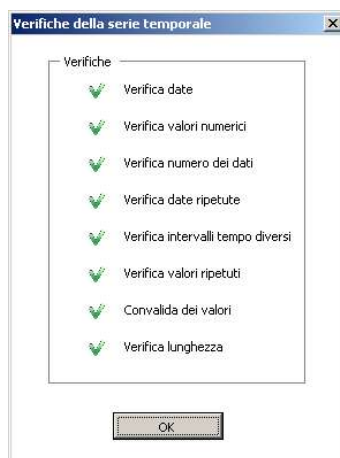 Verifiche della serie temporale
Verifiche
Verifica date
Verifica valori numerici
Verifica numero dei dati
Verifica date ripetute
Verifica intervalli tempo diversi
Verifica valori ripetuti
Convalida dei valori
Verifica lunghezza
OK